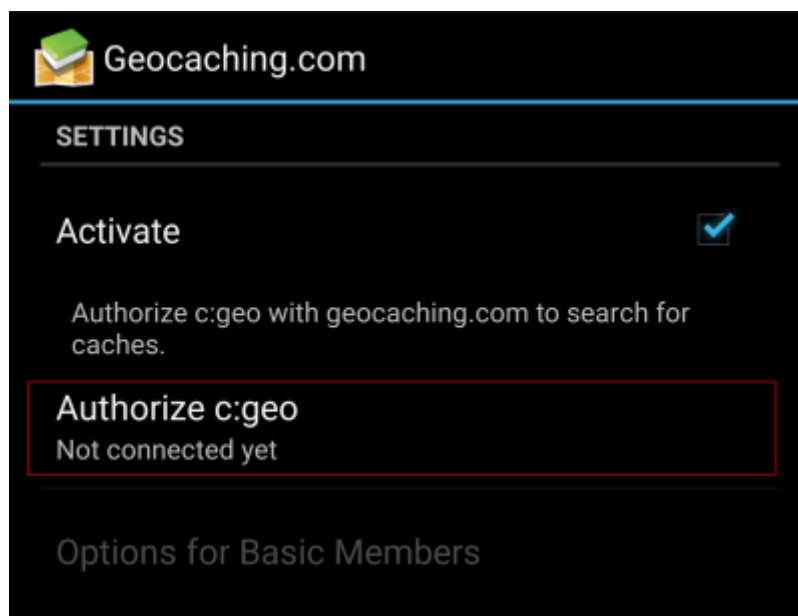 Geocaching.com
SETTINGS
Activate
Authorize c:geo with geocaching.com to search for
caches.
Authorize c:geo
Not connected yet
Options for Basic Members